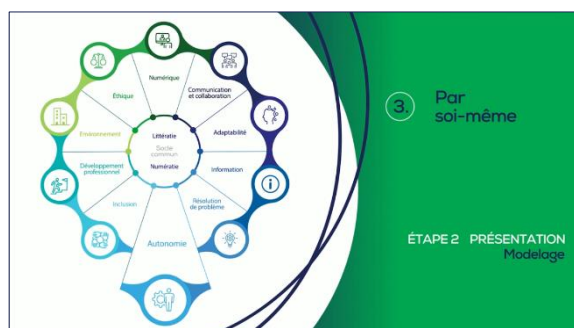 Numérique
Éthique
Communication
et collaboration
Environnement
Littératie
Adaptabilité
Socle
commun
Développement
professionnel
Numératie
Information
Inclusion
Résolution
de problème
Autonomie
3.
Par
soi-même
ÉTAPE 2 PRÉSENTATION
Modelage